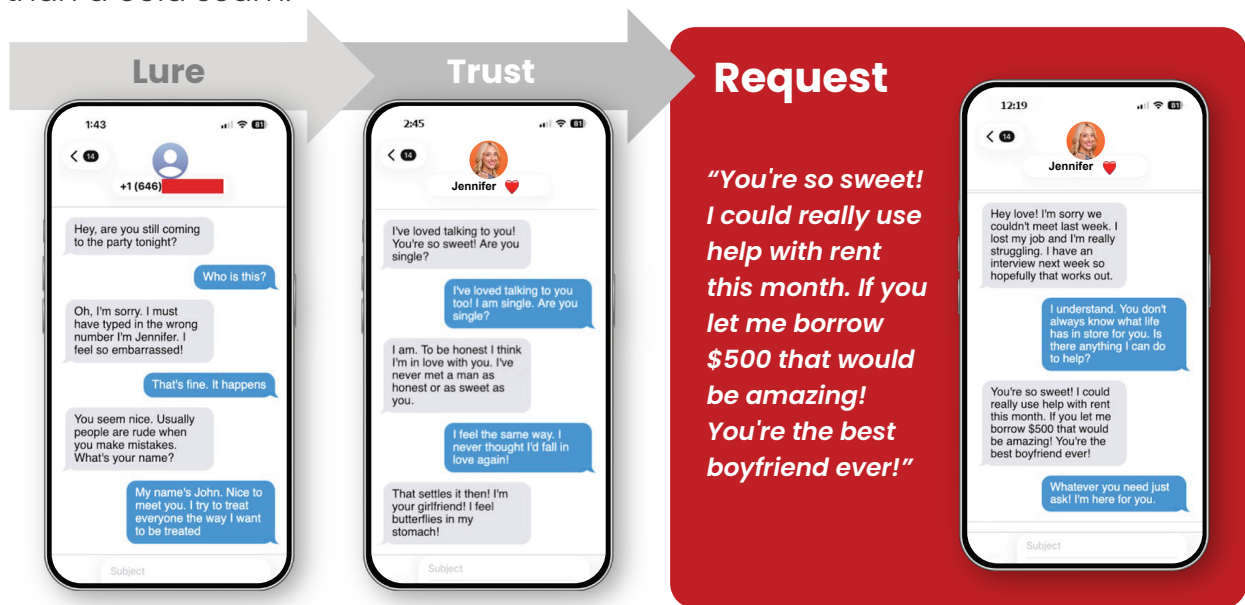 Lure
1:43
81
14
+1 (646)
Hey, are you still coming
to the party tonight?
Who is this?
Oh, I'm sorry. I must
have typed in the wrong
number I'm Jennifer. I
feel so embarrassed!
That's fine. It happens
You seem nice. Usually
people are rude when
you make mistakes.
What's your name?
My name's John. Nice to
meet you. I try to treat
everyone the way I want
to be treated
Subject
Trust
2:45
81
14
Jennifer ❤️
I've loved talking to you!
You're so sweet! Are you
single?
I've loved talking to you
too! I am single. Are you
single?
I am. To be honest I think
I'm in love with you. I've
never met a man as
honest or as sweet as
you.
I feel the same way. I
never thought I'd fall in
love again!
That settles it then! I'm
your girlfriend! I feel
butterflies in my
stomach!
Subject
Request
“You're so sweet!
I could really use
help with rent
this month. If you
let me borrow
$500 that would
be amazing!
You're the best
boyfriend ever!”
12:19
81
14
Jennifer ❤️
Hey love! I'm sorry we
couldn't meet last week. I
lost my job and I'm really
struggling. I have an
interview next week so
hopefully that works out.
I understand. You don't
always know what life
has in store for you. Is
there anything I can do
to help?
You're so sweet! I could
really use help with rent
this month. If you let me
borrow $500 that would
be amazing! You're the
best boyfriend ever!
Whatever you need just
ask! I'm here for you.
Subject